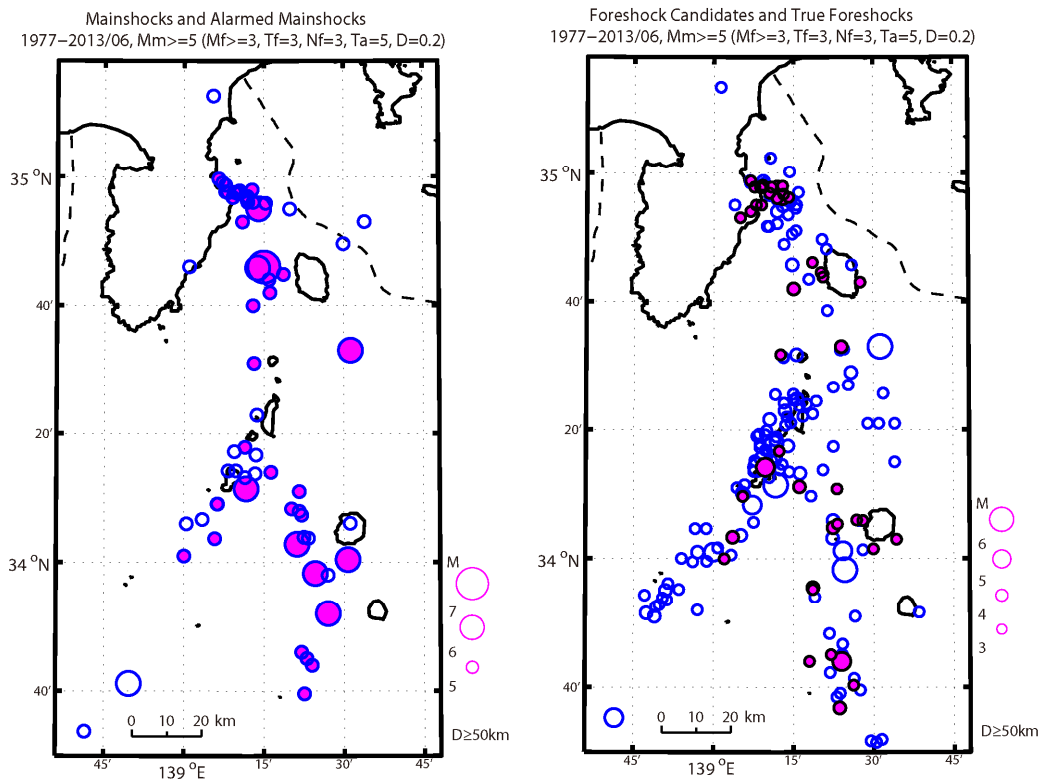 Mainshocks and Alarmed Mainshocks
1977−2013/06, Mm>=5 (Mf>=3, Tf=3, Nf=3, Ta=5, D=0.2)
35 °N
40′
20′
34 °N
40′
M
7
6
5
0 10 20 km
D≥50km
45′ 139 °E 15′ 30′ 45′
Foreshock Candidates and True Foreshocks
1977−2013/06, Mm>=5 (Mf>=3, Tf=3, Nf=3, Ta=5, D=0.2)
35 °N
40′
20′
34 °N
40′
M
6
5
4
3
0 10 20 km
D≥50km
45′ 139 °E 15′ 30′ 45′